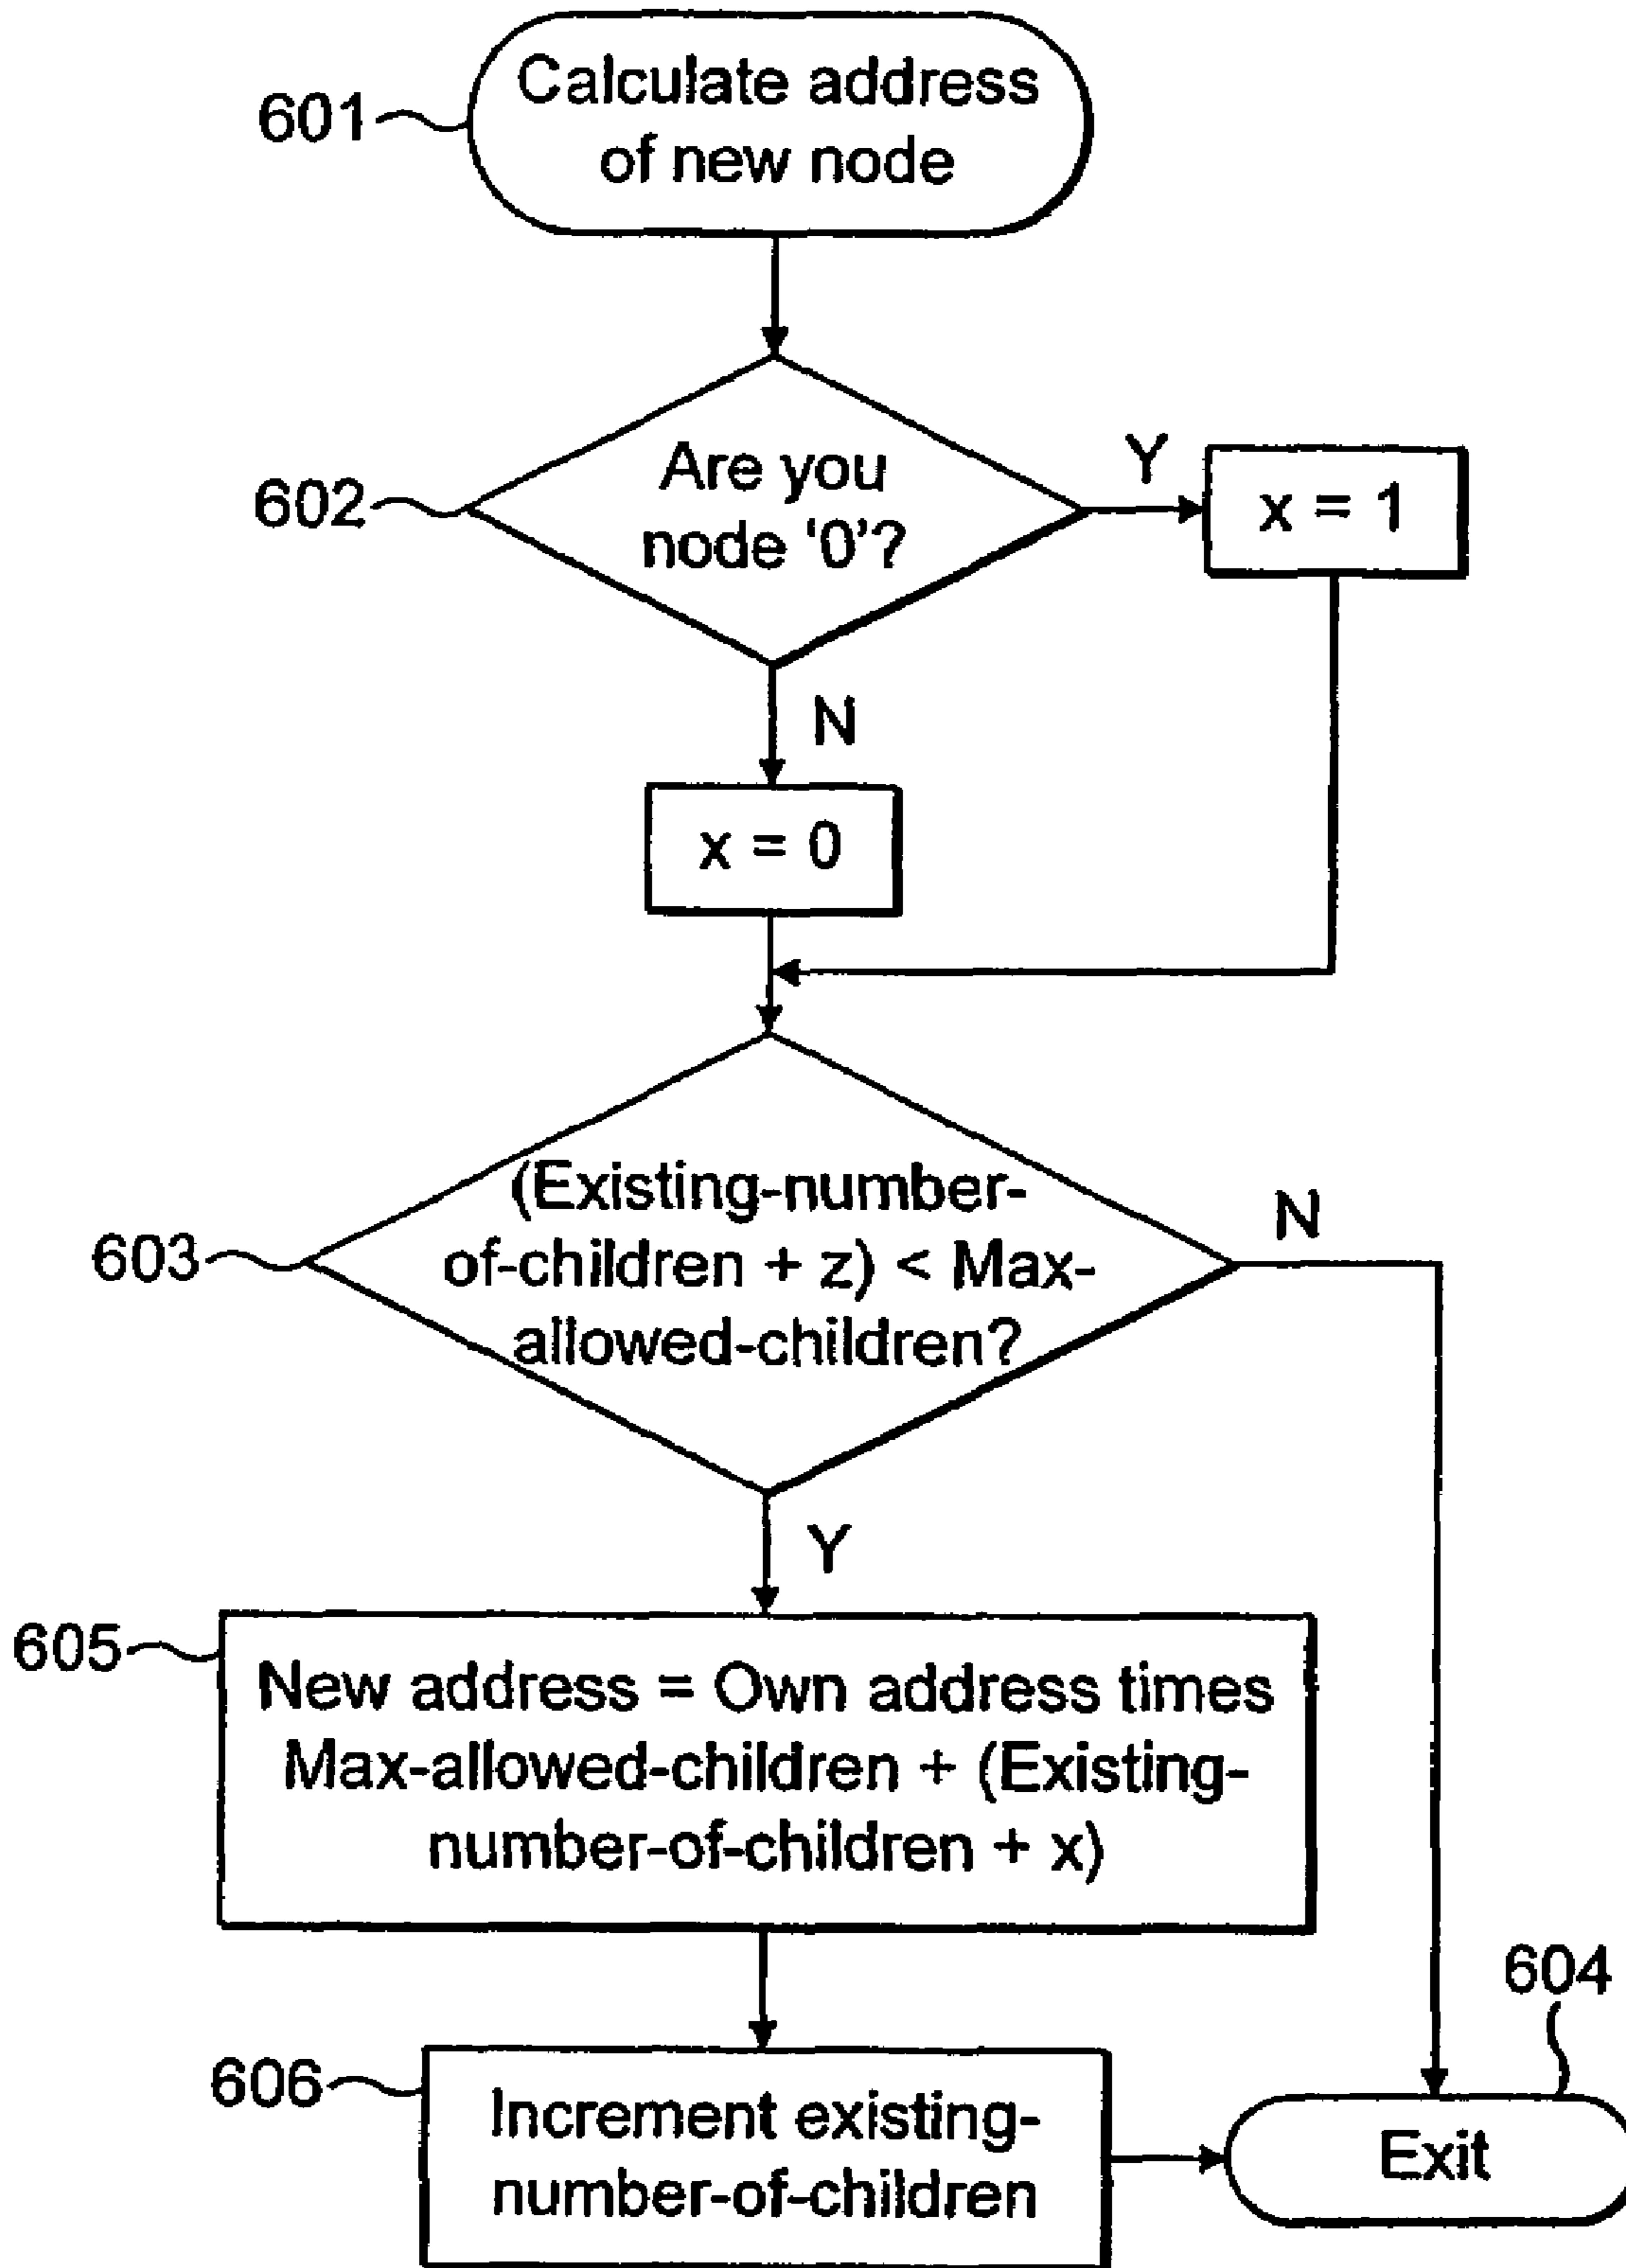 601
Calculate address
of new node
602
Are you
node ‘0’?
Y
x = 1
N
x = 0
603
(Existing-number-
of-children + z) < Max-
allowed-children?
N
Y
605
New address = Own address times
Max-allowed-children + (Existing-
number-of-children + x)
604
606
Increment existing-
number-of-children
Exit